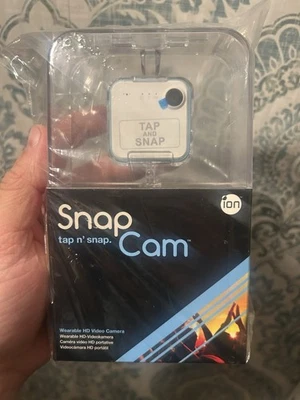 TAP
AND
SNAP
Snap
tap n' snap.
Cam™
iON
Wearable HD Video Camera
Wearable HD-Videokamera
Caméra vidéo HD portative
Videocámara HD portátil